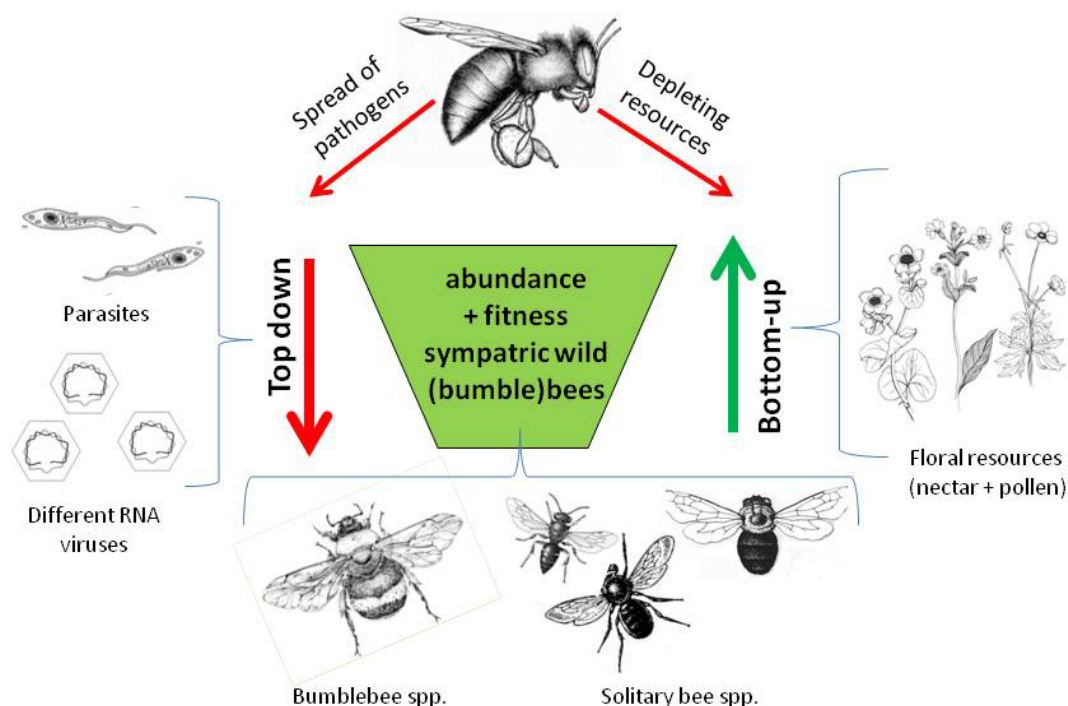 Spread of
pathogens
Depleting
resources
Parasites
Different RNA
viruses
Top down
abundance
+ fitness
sympatric wild
(bumble)bees
Bottom-up
Floral resources
(nectar + pollen)
Bumblebee spp.
Solitary bee spp.